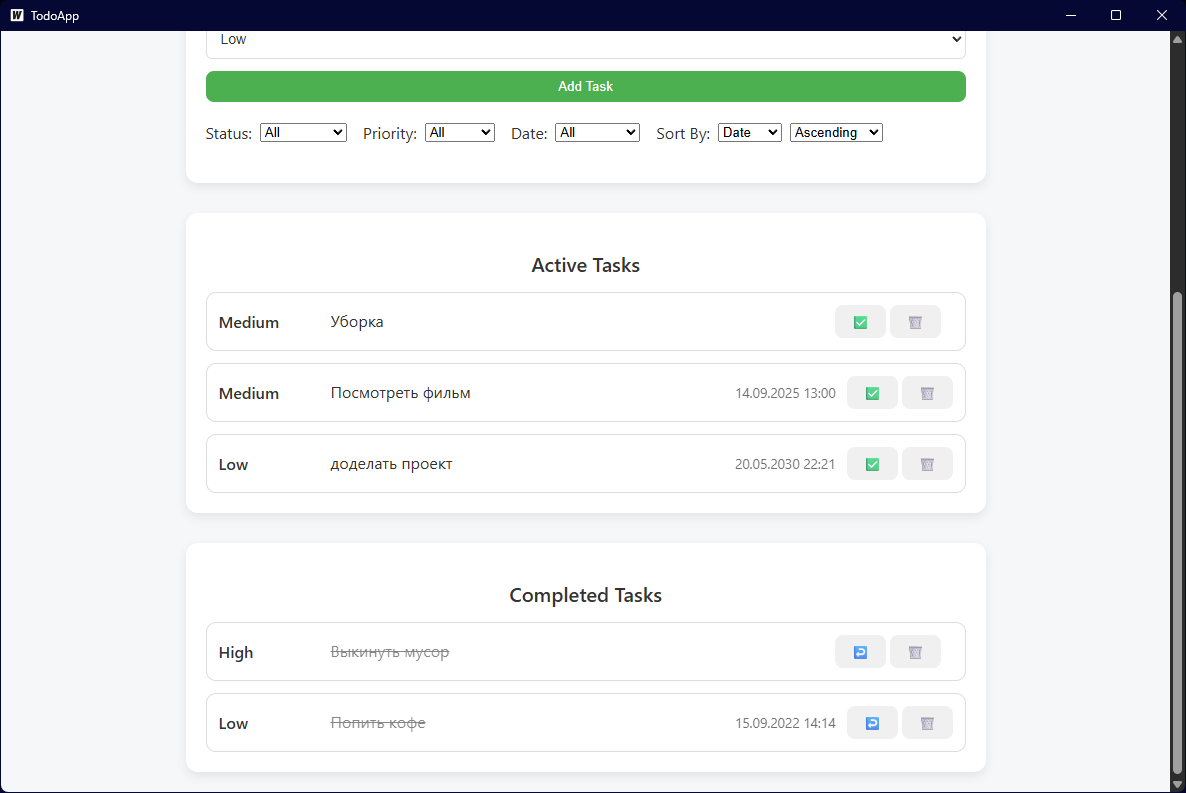 TodoApp
Low
Add Task
Status: All Priority: All Date: All Sort By: Date Ascending
Active Tasks
Medium Уборка
Medium Посмотреть фильм 14.09.2025 13:00
Low доделать проект 20.05.2030 22:21
Completed Tasks
High Выкинуть мусор
Low Попить кофе 15.09.2022 14:14